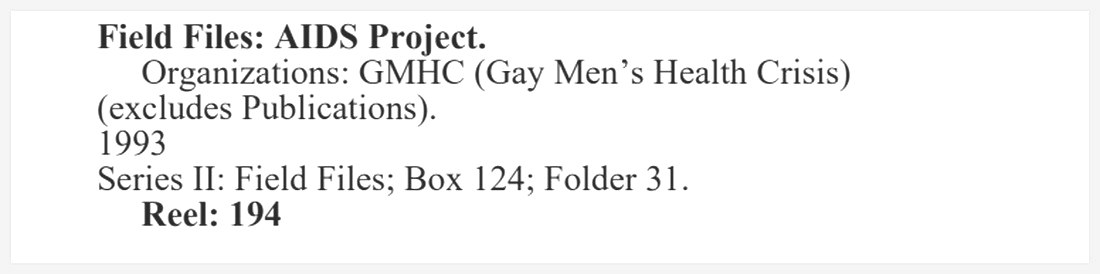 Field Files: AIDS Project.
Organizations: GMHC (Gay Men’s Health Crisis)
(excludes Publications).
1993
Series II: Field Files; Box 124; Folder 31.
Reel: 194